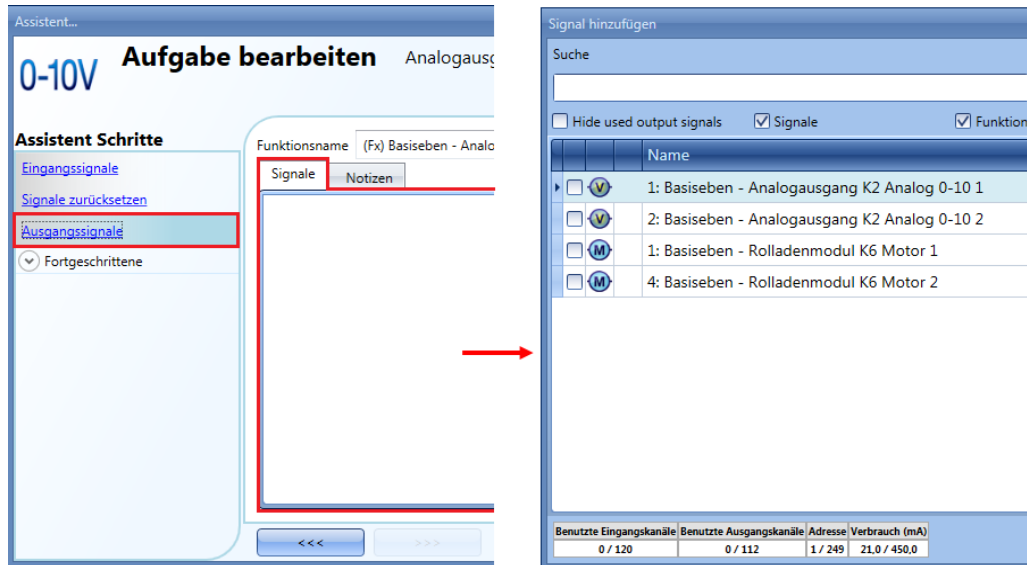 Assistent...
0-10V
Aufgabe bearbeiten
Analogausg
Assistent Schritte
Eingangssignale
Signale zurücksetzen
Ausgangssignale
Fortgeschrittene
Funktionsname (Fx) Basiseben - Analo
Signale
Notizen
<<<
>>>
Signal hinzufügen
Suche
Hide used output signals
Signale
Funktion
Name
V 1: Basiseben - Analogausgang K2 Analog 0-10 1
V 2: Basiseben - Analogausgang K2 Analog 0-10 2
M 1: Basiseben - Rolladenmodul K6 Motor 1
M 4: Basiseben - Rolladenmodul K6 Motor 2
Benutzte Eingangskanäle Benutzte Ausgangskanäle Adresse Verbrauch (mA)
0 / 120 0 / 112 1 / 249 21,0 / 450,0